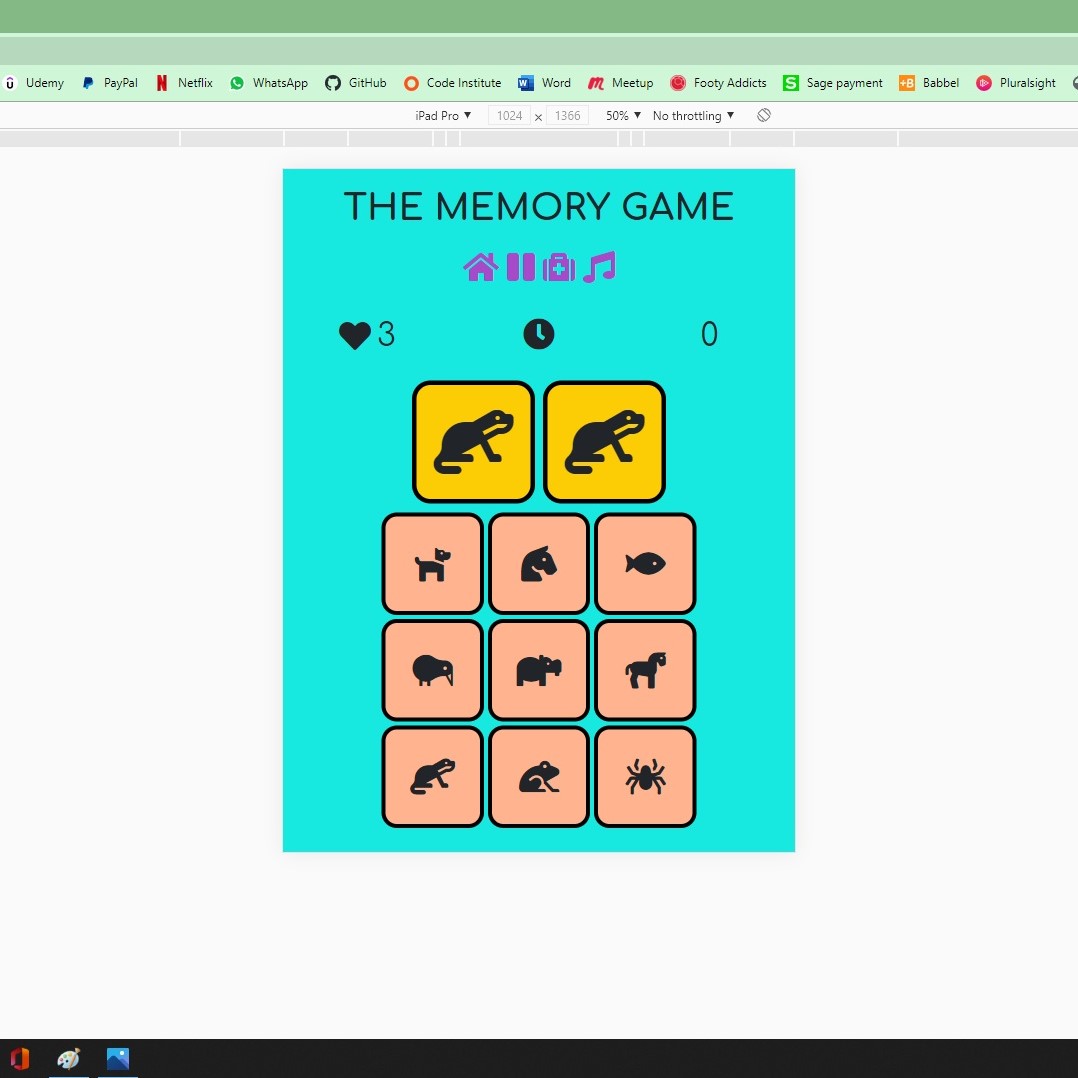 Udemy PayPal Netflix WhatsApp GitHub Code Institute Word Meetup Footy Addicts Sage payment Babbel Pluralsight
iPad Pro 1024 x 1366 50% No throttling
THE MEMORY GAME
3 0